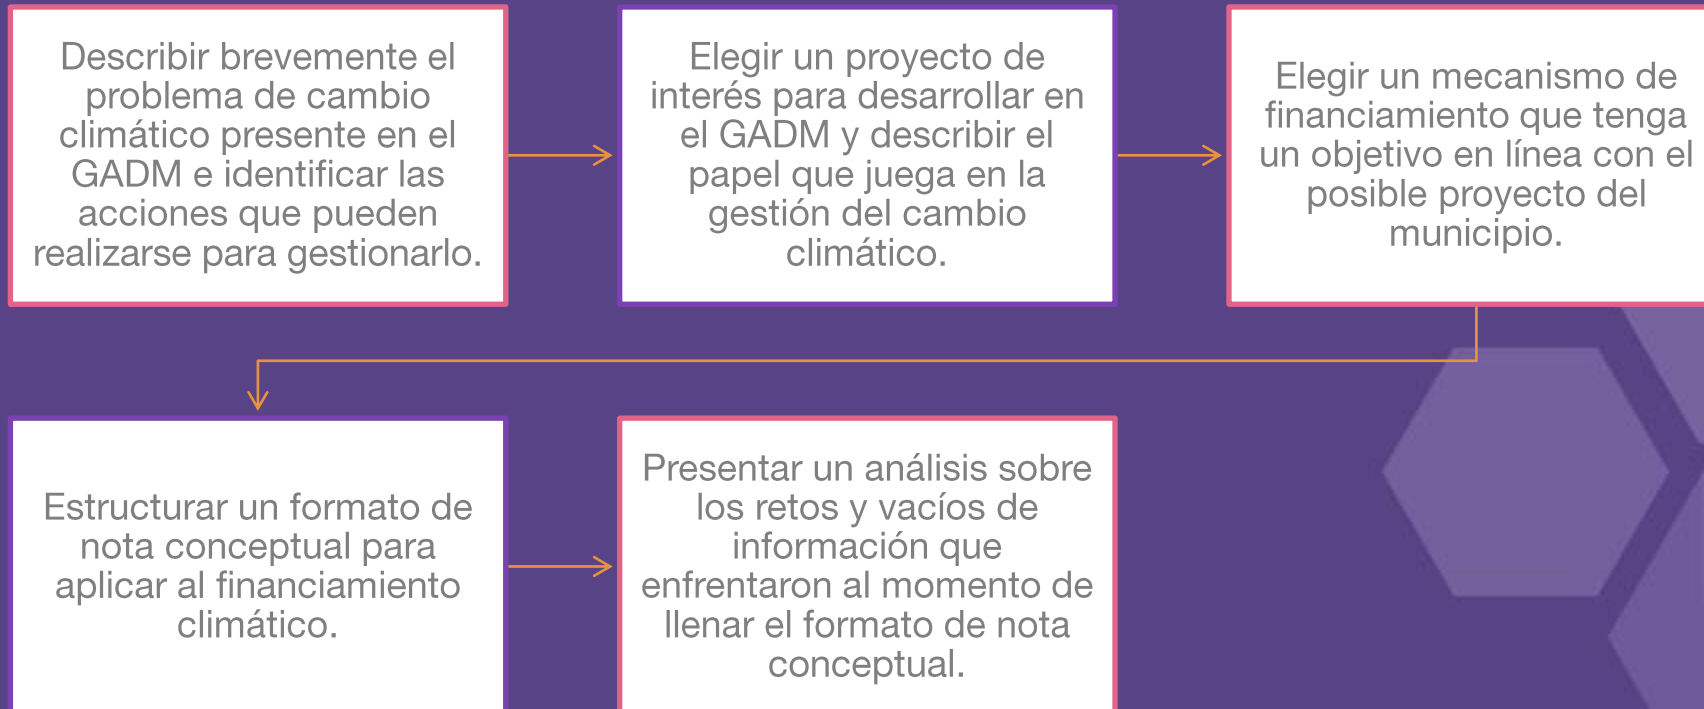 Describir brevemente el
problema de cambio
climático presente en el
GADM e identificar las
acciones que pueden
realizarse para gestionarlo.
Elegir un proyecto de
interés para desarrollar en
el GADM y describir el
papel que juega en la
gestión del cambio
climático.
Elegir un mecanismo de
financiamiento que tenga
un objetivo en línea con el
posible proyecto del
municipio.
Estructurar un formato de
nota conceptual para
aplicar al financiamiento
climático.
Presentar un análisis sobre
los retos y vacíos de
información que
enfrentaron al momento de
llenar el formato de nota
conceptual.